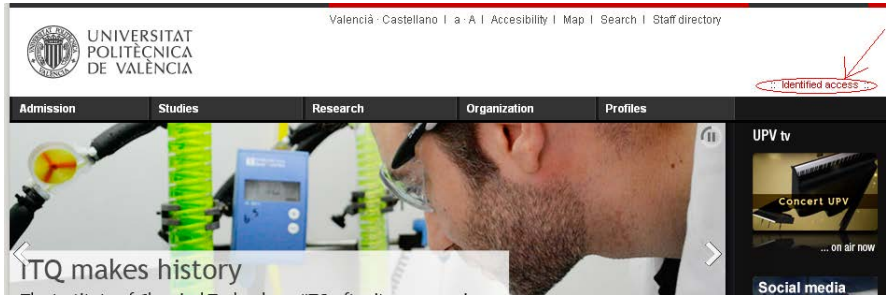 Valencià · Castellano | a · A | Accesibility | Map | Search | Staff directory
UNIVERSITAT
POLITÈCNICA
DE VALÈNCIA
:: Identified access ::
Admission Studies Research Organization Profiles
UPV tv
Concert UPV
... on air now
ITQ makes history
Social media